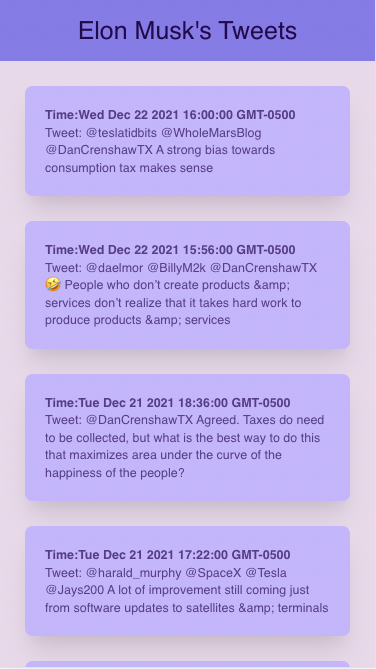 Elon Musk's Tweets
Time:Wed Dec 22 2021 16:00:00 GMT-0500
Tweet: @teslatidbits @WholeMarsBlog
@DanCrenshawTX A strong bias towards
consumption tax makes sense
Time:Wed Dec 22 2021 15:56:00 GMT-0500
Tweet: @daelmor @BillyM2k @DanCrenshawTX
🤣 People who don’t create products &amp;
services don’t realize that it takes hard work to
produce products &amp; services
Time:Tue Dec 21 2021 18:36:00 GMT-0500
Tweet: @DanCrenshawTX Agreed. Taxes do need
to be collected, but what is the best way to do this
that maximizes area under the curve of the
happiness of the people?
Time:Tue Dec 21 2021 17:22:00 GMT-0500
Tweet: @harald_murphy @SpaceX @Tesla
@Jays200 A lot of improvement still coming just
from software updates to satellites &amp; terminals